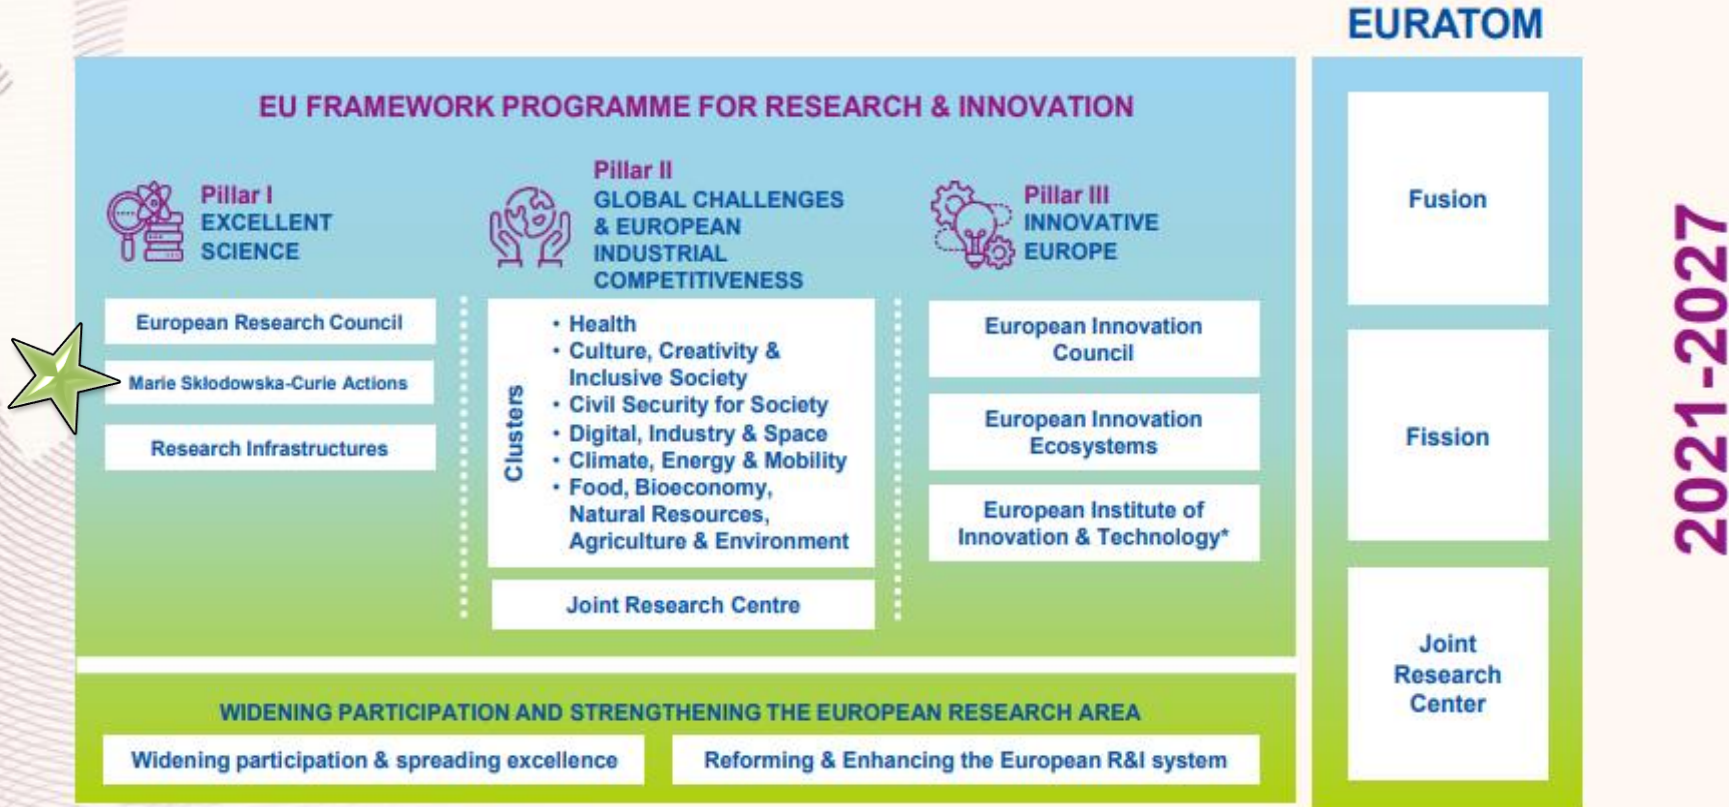 EURATOM
EU FRAMEWORK PROGRAMME FOR RESEARCH & INNOVATION
Pillar I
EXCELLENT
SCIENCE
European Research Council
Marie Skłodowska-Curie Actions
Research Infrastructures
Pillar II
GLOBAL CHALLENGES
& EUROPEAN
INDUSTRIAL
COMPETITIVENESS
Clusters
• Health
• Culture, Creativity &
Inclusive Society
• Civil Security for Society
• Digital, Industry & Space
• Climate, Energy & Mobility
• Food, Bioeconomy,
Natural Resources,
Agriculture & Environment
Joint Research Centre
Pillar III
INNOVATIVE
EUROPE
European Innovation
Council
European Innovation
Ecosystems
European Institute of
Innovation & Technology*
WIDENING PARTICIPATION AND STRENGTHENING THE EUROPEAN RESEARCH AREA
Widening participation & spreading excellence
Reforming & Enhancing the European R&I system
Fusion
Fission
Joint
Research
Center
2021-2027